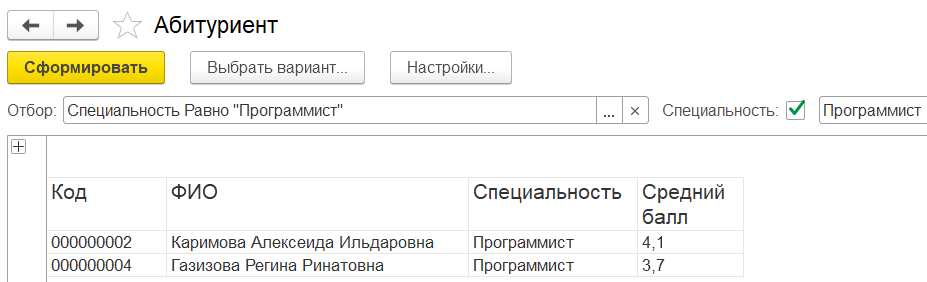 Абитуриент
Сформировать Выбрать вариант... Настройки...
Отбор: Специальность Равно "Программист" ... × Специальность: Программист
Код ФИО Специальность Средний балл
000000002 Каримова Алексеида Ильдаровна Программист 4,1
000000004 Газизова Регина Ринатовна Программист 3,7